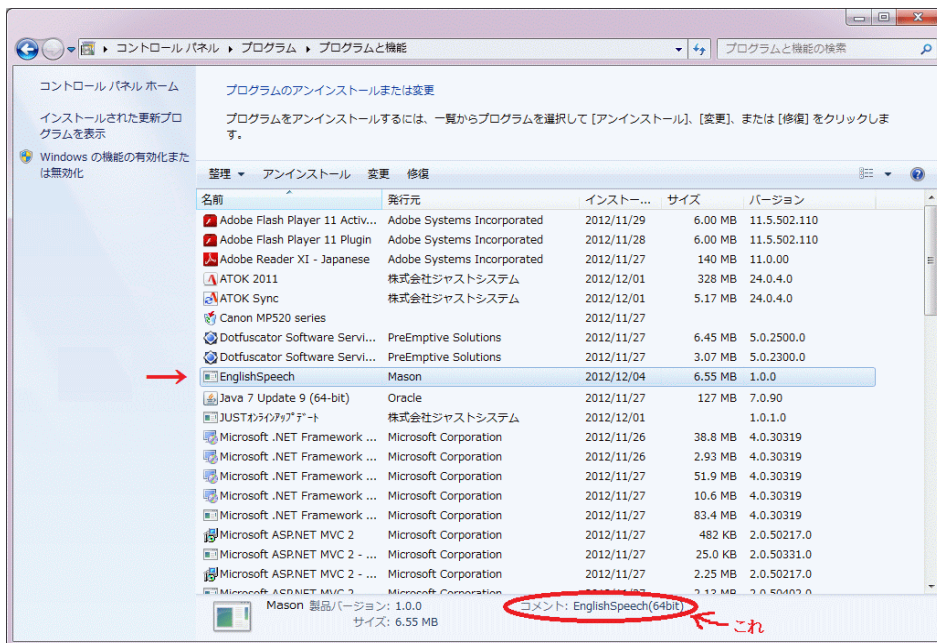 コントロール パネル ▸ プログラム ▸ プログラムと機能
プログラムと機能の検索
コントロール パネル ホーム
インストールされた更新プロ
グラムを表示
Windows の機能の有効化また
は無効化
プログラムのアンインストールまたは変更
プログラムをアンインストールするには、一覧からプログラムを選択して [アンインストール]、[変更]、または [修復] をクリックしま
す。
整理 ▼ アンインストール 変更 修復
名前 発行元 インストー... サイズ バージョン
Adobe Flash Player 11 Activ... Adobe Systems Incorporated 2012/11/29 6.00 MB 11.5.502.110
Adobe Flash Player 11 Plugin Adobe Systems Incorporated 2012/11/28 6.00 MB 11.5.502.110
Adobe Reader XI - Japanese Adobe Systems Incorporated 2012/11/27 140 MB 11.0.00
ATOK 2011 株式会社ジャストシステム 2012/12/01 328 MB 24.0.4.0
ATOK Sync 株式会社ジャストシステム 2012/12/01 5.17 MB 24.0.4.0
Canon MP520 series 2012/11/27
Dotfuscator Software Servi... PreEmptive Solutions 2012/11/27 6.45 MB 5.0.2500.0
Dotfuscator Software Servi... PreEmptive Solutions 2012/11/27 3.07 MB 5.0.2300.0
EnglishSpeech Mason 2012/12/04 6.55 MB 1.0.0
Java 7 Update 9 (64-bit) Oracle 2012/11/27 127 MB 7.0.90
JUSTオンラインアップデート 株式会社ジャストシステム 2012/12/01 1.0.1.0
Microsoft .NET Framework ... Microsoft Corporation 2012/11/26 38.8 MB 4.0.30319
Microsoft .NET Framework ... Microsoft Corporation 2012/11/26 2.93 MB 4.0.30319
Microsoft .NET Framework ... Microsoft Corporation 2012/11/27 51.9 MB 4.0.30319
Microsoft .NET Framework ... Microsoft Corporation 2012/11/27 10.6 MB 4.0.30319
Microsoft .NET Framework ... Microsoft Corporation 2012/11/27 83.4 MB 4.0.30319
Microsoft ASP.NET MVC 2 Microsoft Corporation 2012/11/27 482 KB 2.0.50217.0
Microsoft ASP.NET MVC 2 - ... Microsoft Corporation 2012/11/27 25.0 KB 2.0.50331.0
Microsoft ASP.NET MVC 2 - ... Microsoft Corporation 2012/11/27 2.25 MB 2.0.50217.0
Microsoft ASP.NET MVC 2 - ... Microsoft Corporation 2012/11/27 2.13 MB 2.0.50402.0
Mason 製品バージョン: 1.0.0 コメント: EnglishSpeech(64bit)
サイズ: 6.55 MB
これ